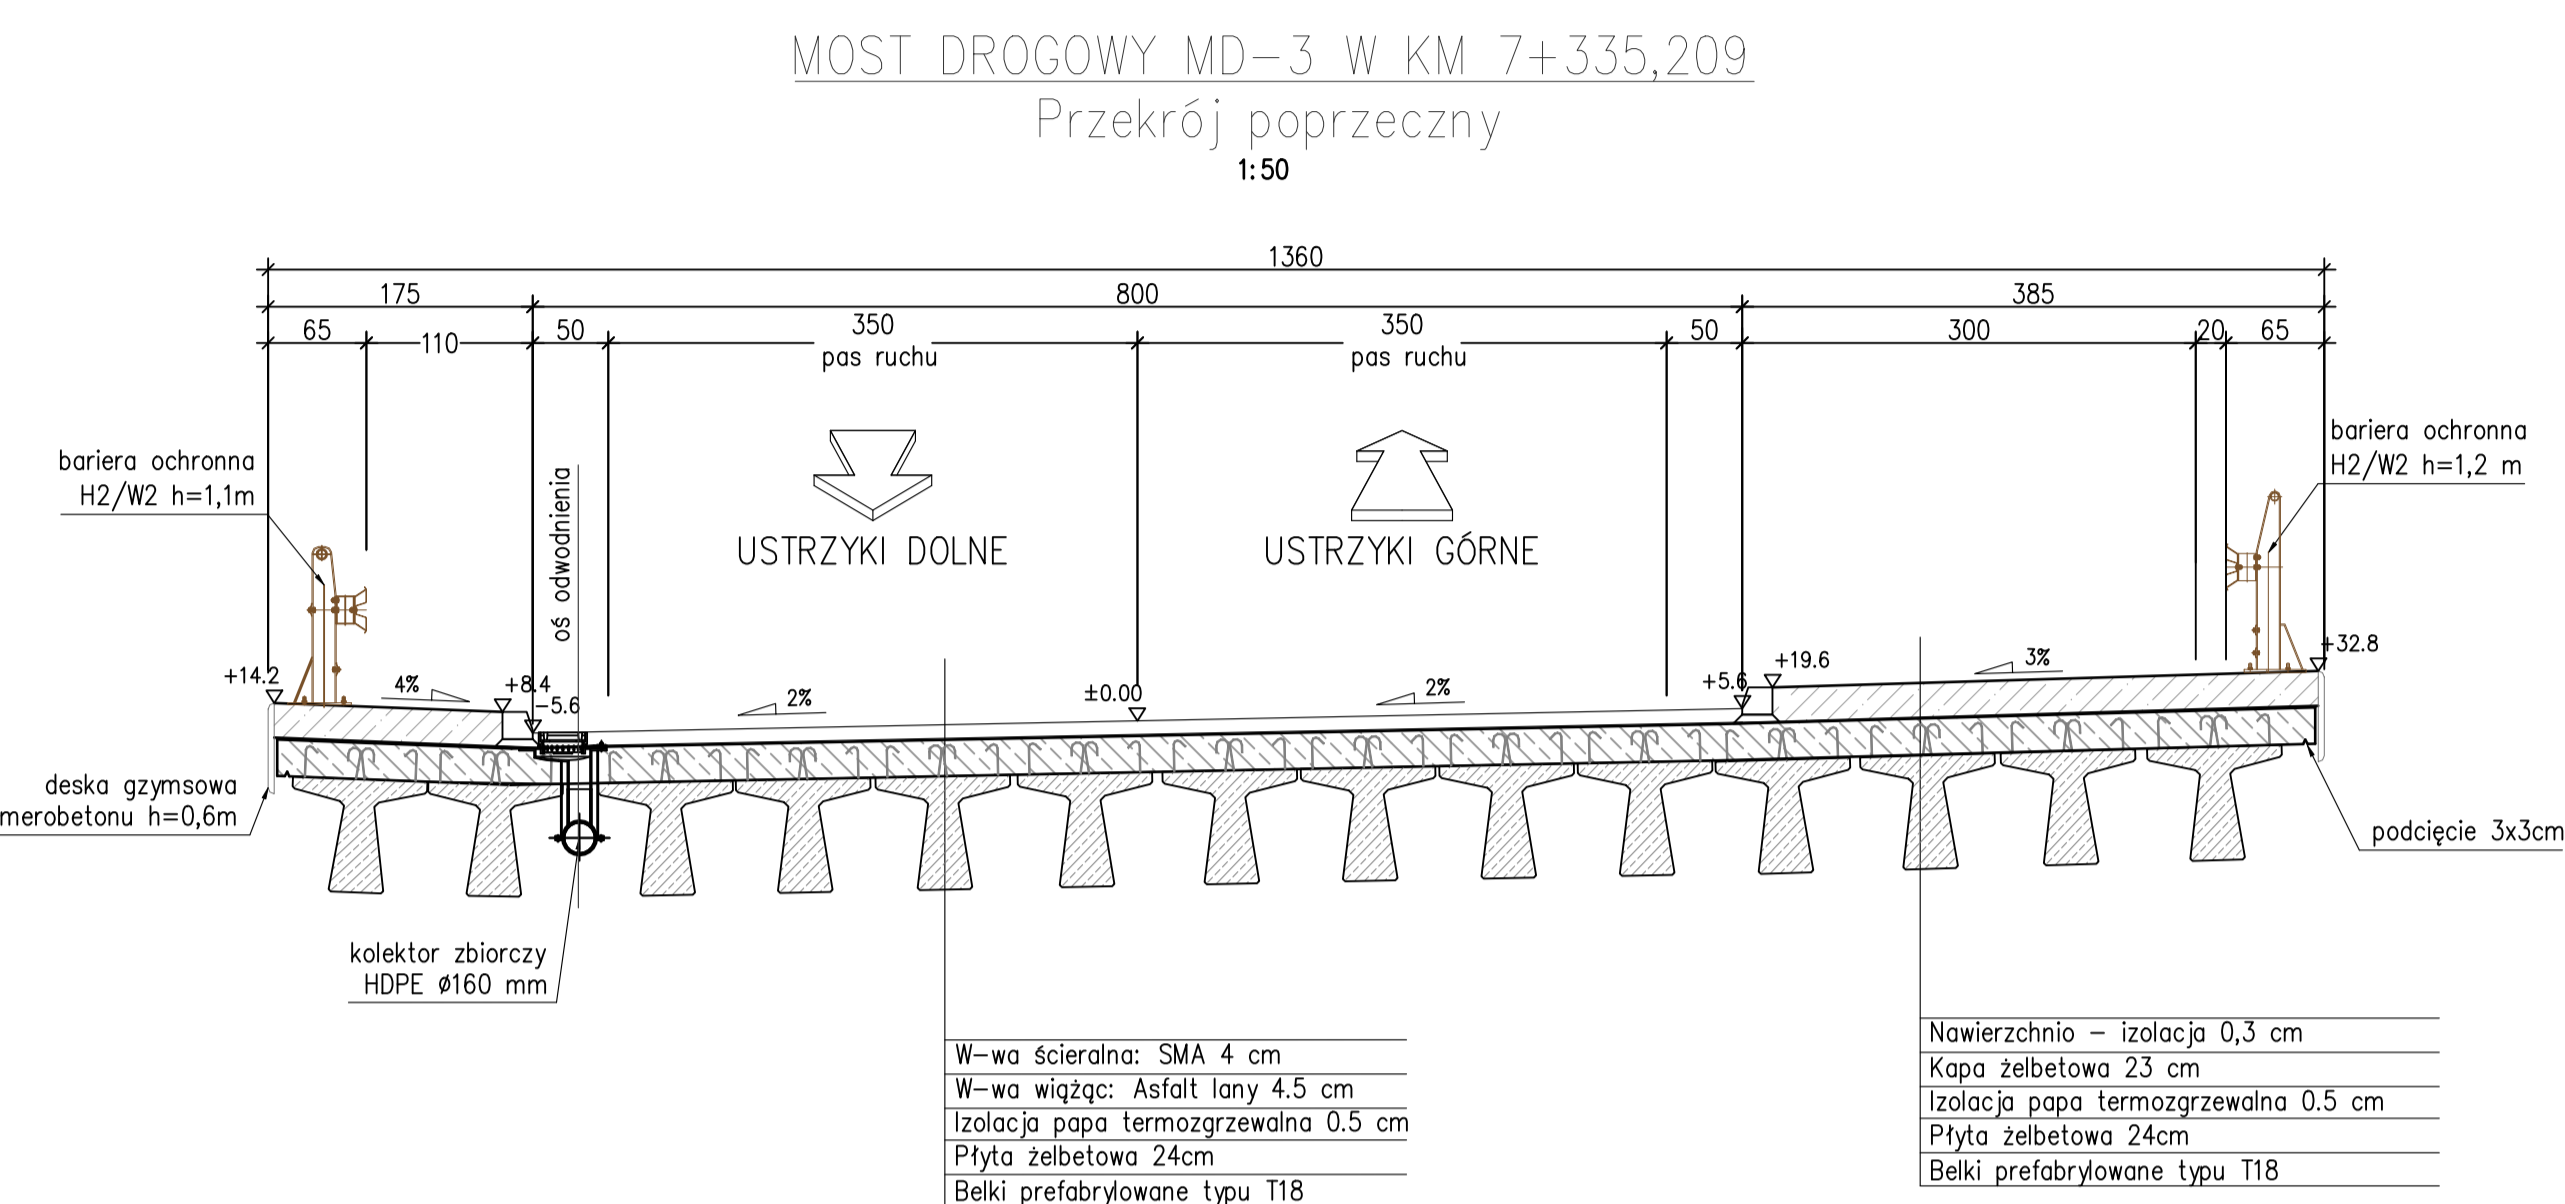 MOST DROGOWY MD-3 W KM 7+335,209
Przekrój poprzeczny
1:50
1360
175 800 385
65 110 50 350 350 50 300 20 65
pas ruchu pas ruchu
bariera ochronna
H2/W2 h=1,1m
oś odwodnienia
bariera ochronna
H2/W2 h=1,2 m
USTRZYKI DOLNE USTRZYKI GÓRNE
+14.2 4% +8.4 -5.6 2% ±0.00 2% +5.6 +19.6 3% +32.8
deska gzymsowa
merobetonu h=0,6m
podcięcie 3x3cm
kolektor zbiorczy
HDPE ø160 mm
W-wa ścieralna: SMA 4 cm
W-wa wiążąc: Asfalt lany 4.5 cm
Izolacja papa termozgrzewalna 0.5 cm
Płyta żelbetowa 24cm
Belki prefabrylowane typu T18
Nawierzchnio - izolacja 0,3 cm
Kapa żelbetowa 23 cm
Izolacja papa termozgrzewalna 0.5 cm
Płyta żelbetowa 24cm
Belki prefabrylowane typu T18